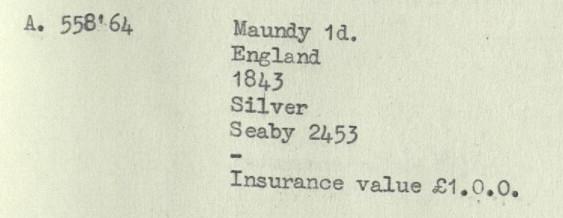 A. 558'64
Maundy 1d.
England
1843
Silver
Seaby 2453
-
Insurance value £1.0.0.